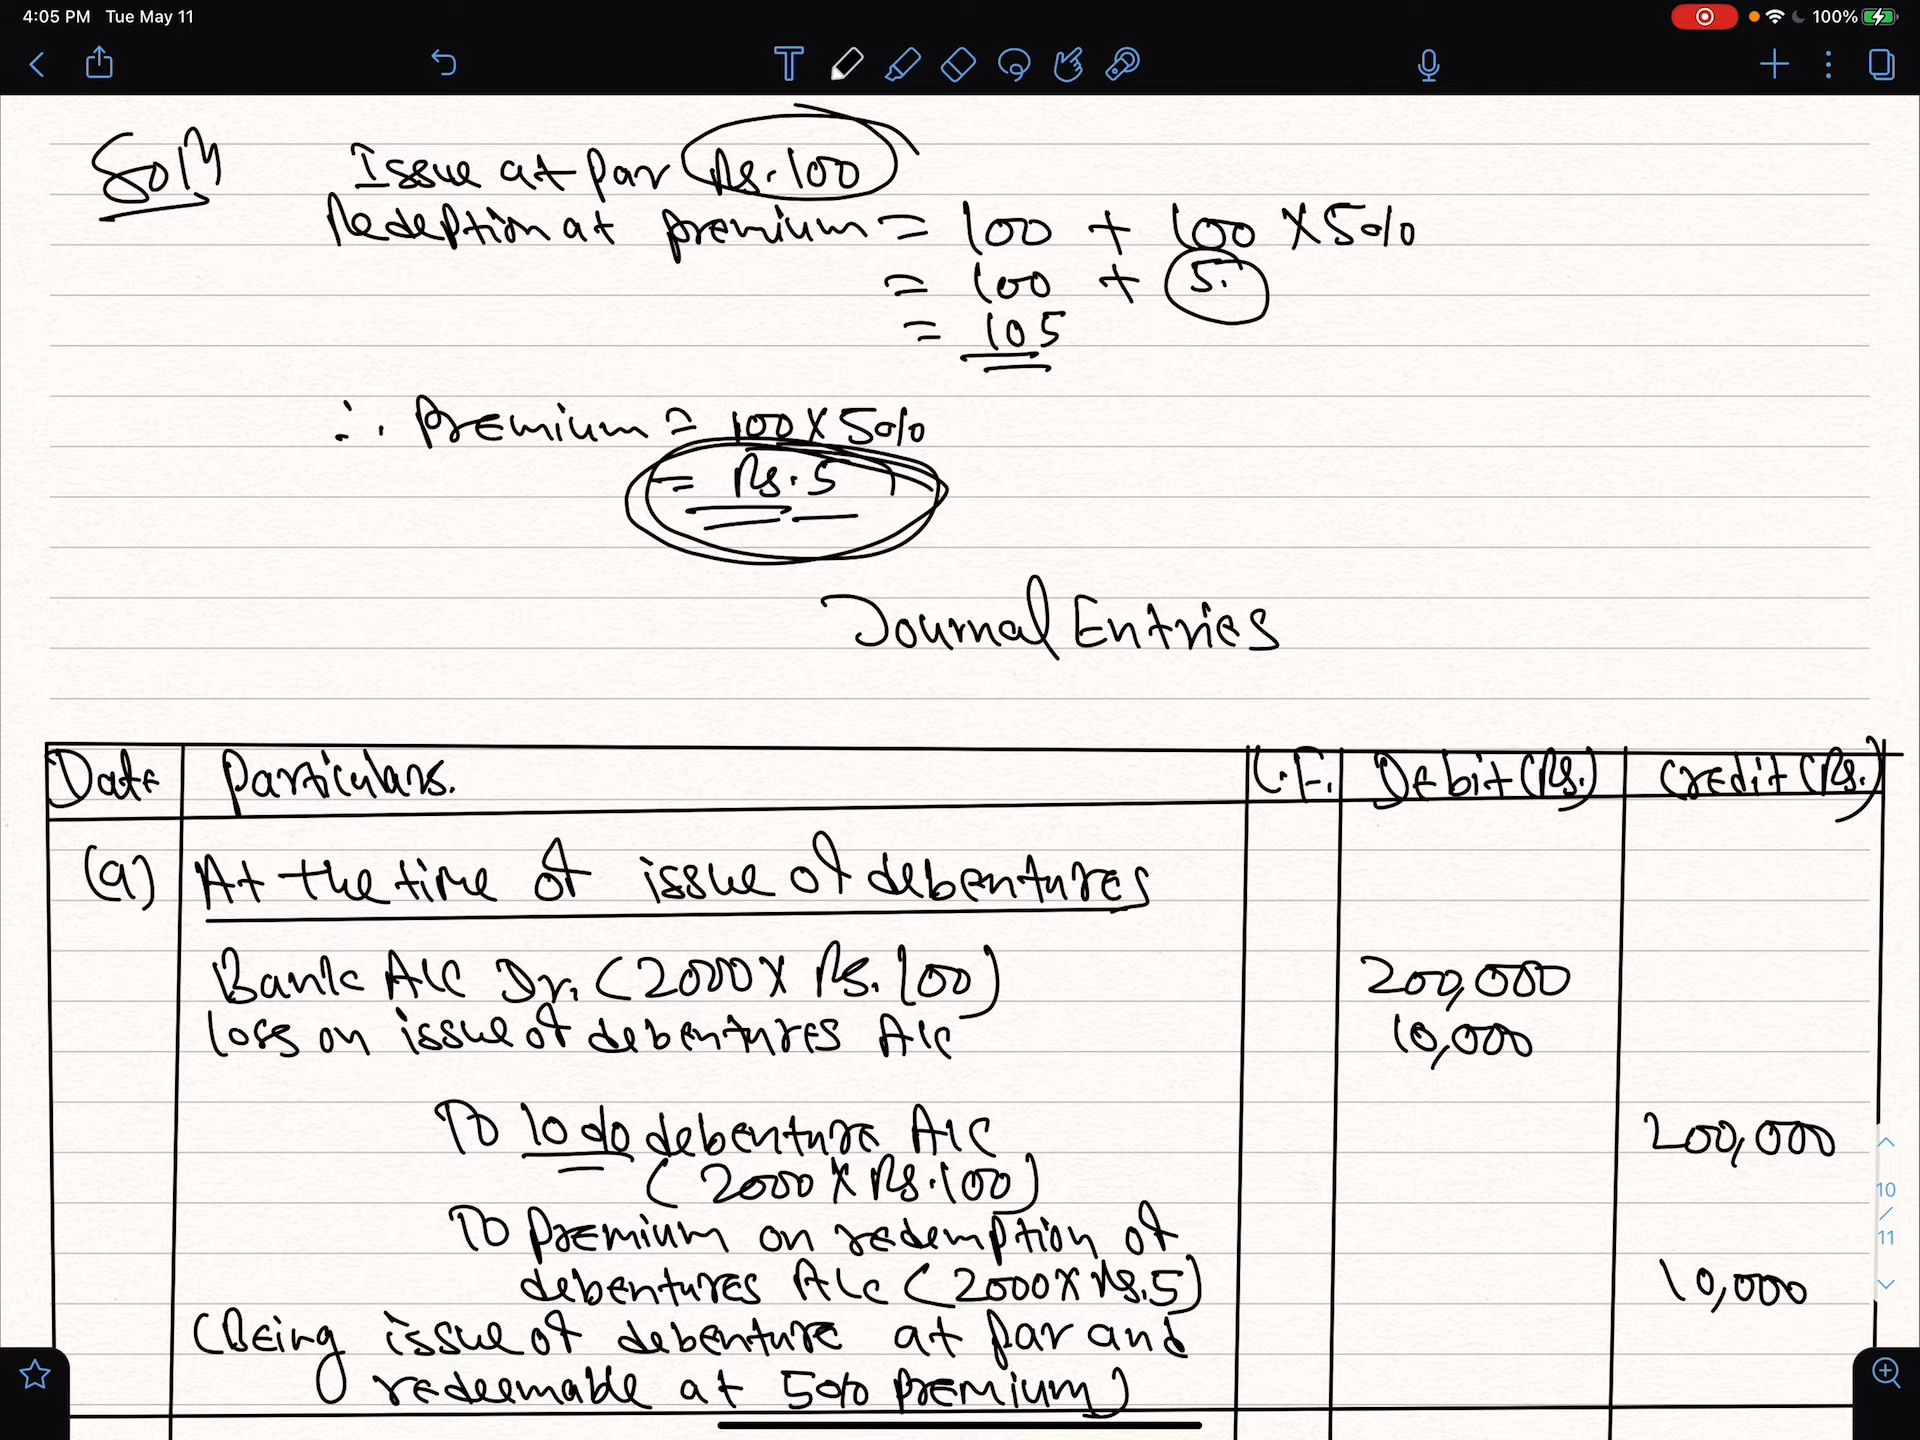 4:05 PM Tue May 11
100%
Soln
Issue at par Rs. 100
Redeption at premium = 100 + 100 X 5%
= 100 + 5.
= 105
∴ Premium = 100 X 5%
= Rs. 5
Journal Entries
Date Particulars. L.F. Debit (Rs.) Credit (Rs.)
(a) At the time of issue of debentures
Bank A/C Dr. (2000 X Rs. 100) 200,000
loss on issue of debentures A/C 10,000
To 10% debenture A/C 200,000
(2000 X Rs. 100)
To Premium on redemption of
debentures A/C (2000 X Rs. 5) 10,000
(Being issue of debenture at par and
redeemable at 5% premium)
10
/
11